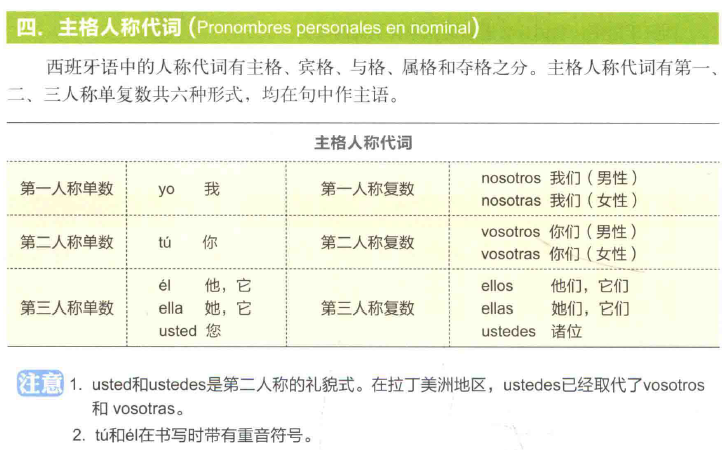 四. 主格人称代词 (Pronombres personales en nominal)
西班牙语中的人称代词有主格、宾格、与格、属格和夺格之分。主格人称代词有第一、
二、三人称单复数共六种形式，均在句中作主语。
主格人称代词
第一人称单数 yo 我 第一人称复数 nosotros 我们（男性）
nosotras 我们（女性）
第二人称单数 tú 你 第二人称复数 vosotros 你们（男性）
vosotras 你们（女性）
él 他，它 ellos 他们，它们
第三人称单数 ella 她，它 第三人称复数 ellas 她们，它们
usted 您 ustedes 诸位
注意 1. usted和ustedes是第二人称的礼貌式。在拉丁美洲地区，ustedes已经取代了vosotros
和 vosotras。
2. tú和él在书写时带有重音符号。